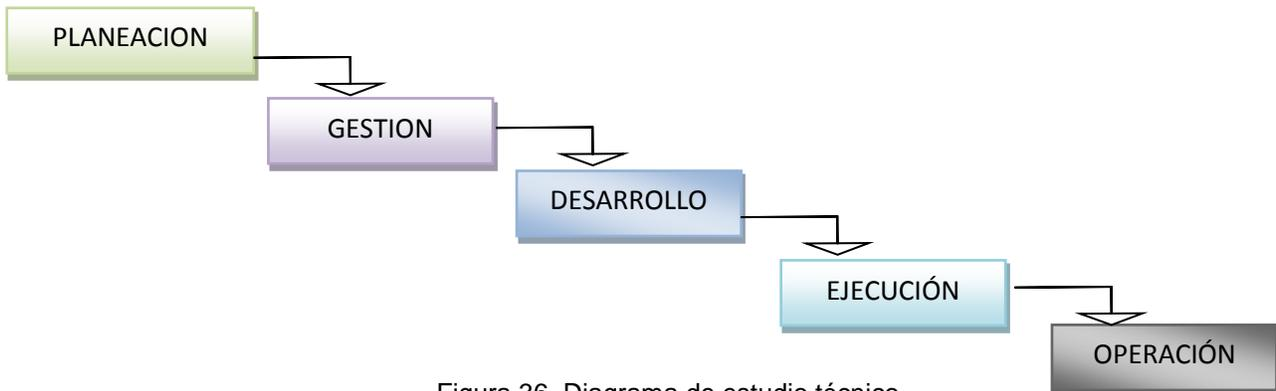 PLANEACION
GESTION
DESARROLLO
EJECUCIÓN
OPERACIÓN
Figura 36. Diagrama de estudio técnico